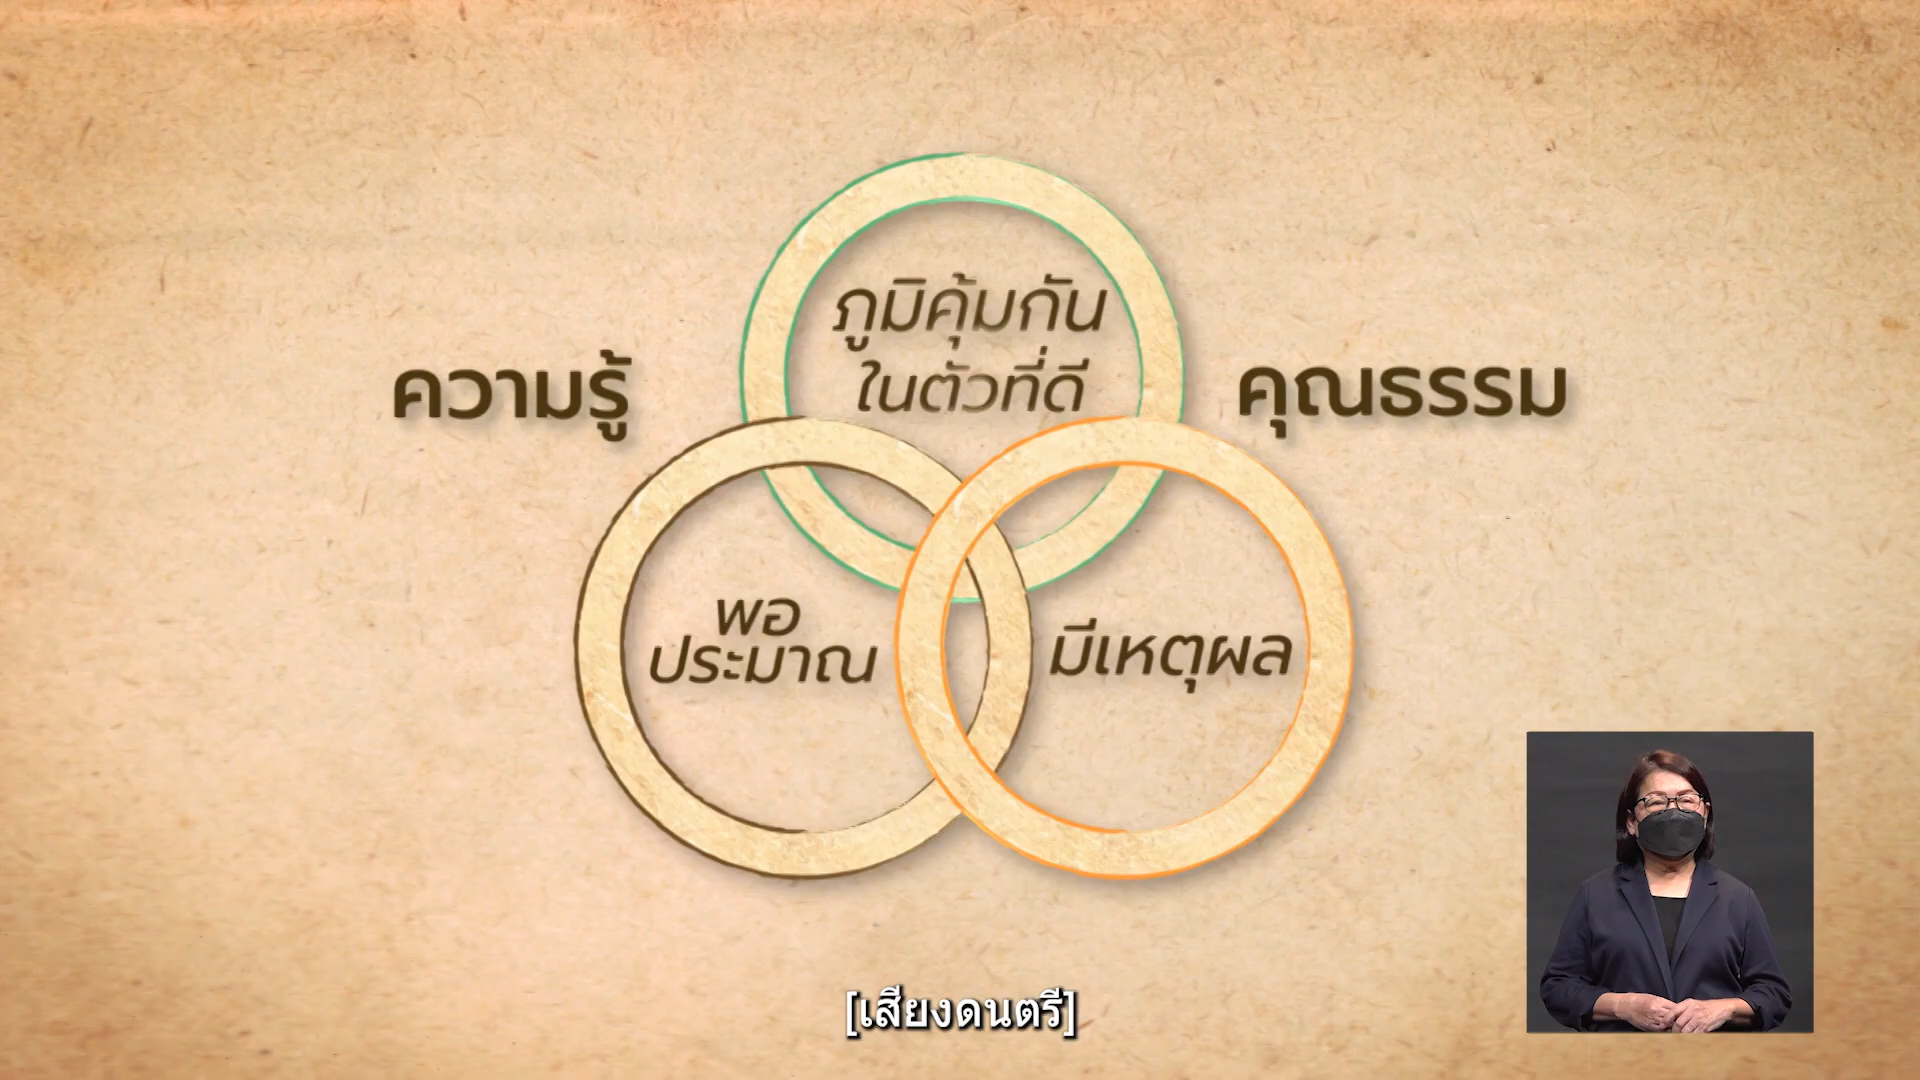 ภูมิคุ้มกัน
ในตัวที่ดี
ความรู้
คุณธรรม
พอ
ประมาณ
มีเหตุผล
[เสียงดนตรี]